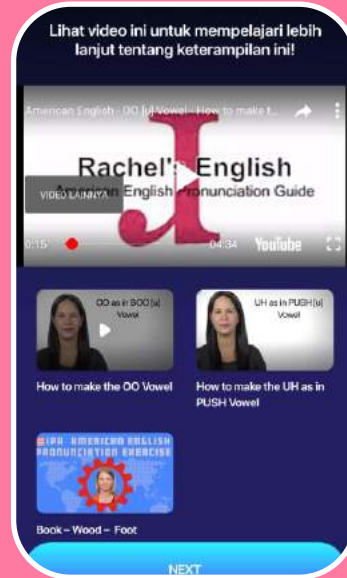 Lihat video ini untuk mempelajari lebih
lanjut tentang keterampilan ini!
American English - OO [u] Vowel - How to make t...
Rachel's English
American English Pronunciation Guide
VIDEO LAINNYA
0:15
04:34
YouTube
OO as in BOO [u]
Vowel
UH as in PUSH [ʊ]
Vowel
How to make the OO Vowel
How to make the UH as in
PUSH Vowel
IPA AMERICAN ENGLISH
PRONUNCIATION EXERCISE
Book – Wood – Foot
NEXT